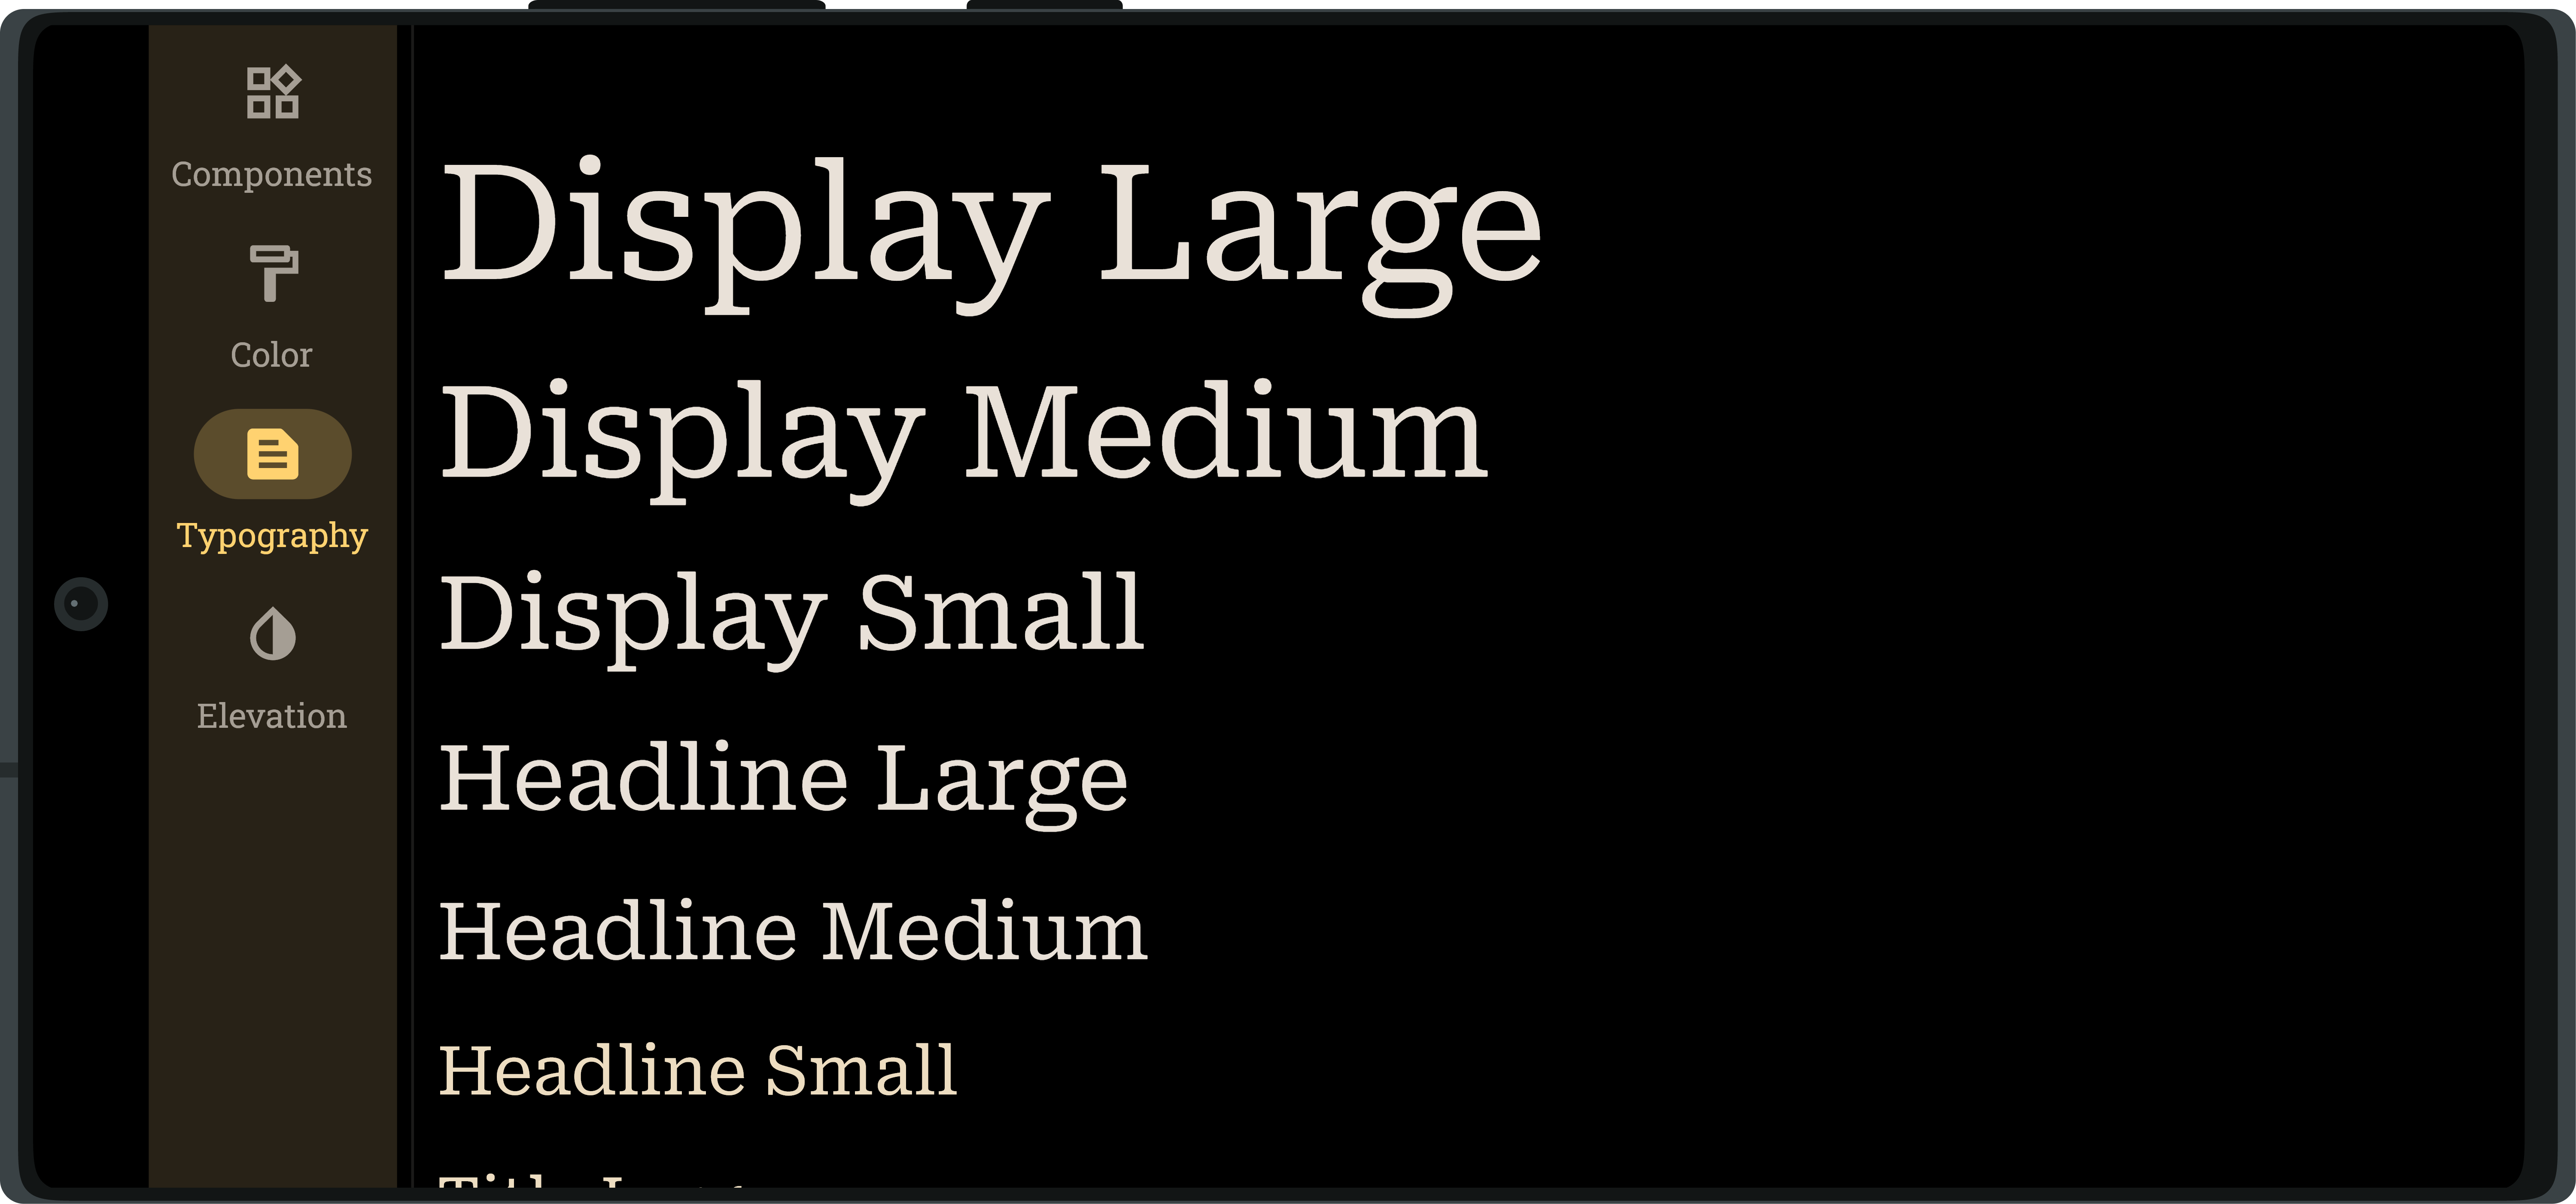 Components
Color
Typography
Elevation
Display Large
Display Medium
Display Small
Headline Large
Headline Medium
Headline Small